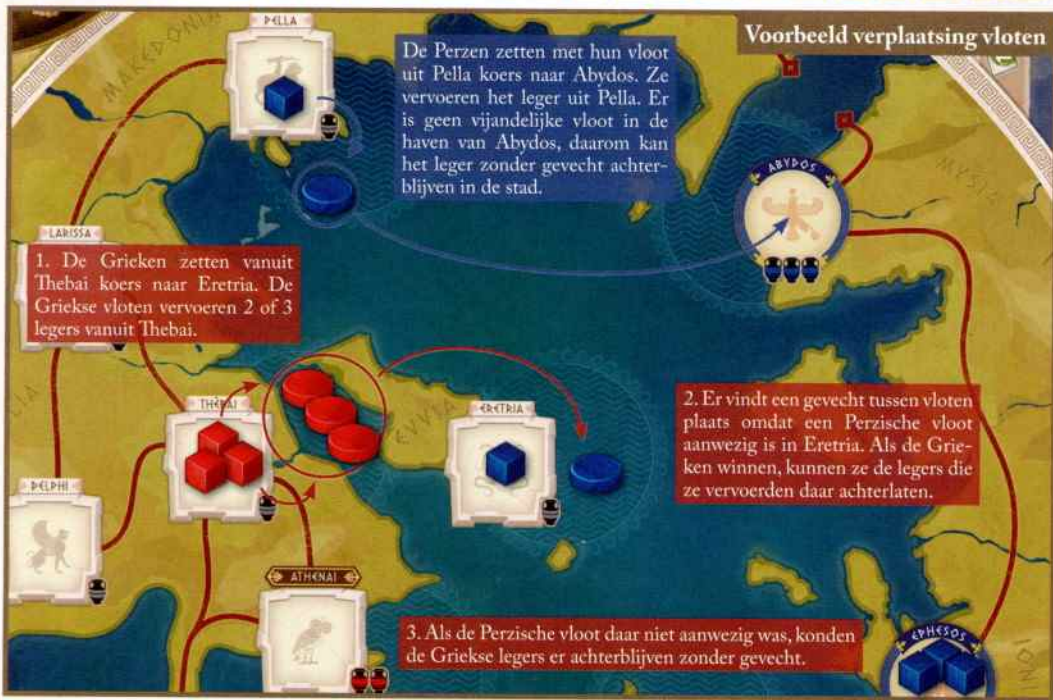 Voorbeeld verplaatsing vloten
PELLA
MAKEDONIA
De Perzen zetten met hun vloot
uit Pella koers naar Abydos. Ze
vervoeren het leger uit Pella. Er
is geen vijandelijke vloot in de
haven van Abydos, daarom kan
het leger zonder gevecht achter-
blijven in de stad.
ABYDOS
MYSIA
LARISSA
1. De Grieken zetten vanuit
Thebai koers naar Eretria. De
Griekse vloten vervoeren 2 of 3
legers vanuit Thebai.
THEBAI
EVVIA
ERETRIA
2. Er vindt een gevecht tussen vloten
plaats omdat een Perzische vloot
aanwezig is in Eretria. Als de Grie-
ken winnen, kunnen ze de legers die
ze vervoerden daar achterlaten.
DELPHI
ATHENAI
3. Als de Perzische vloot daar niet aanwezig was, konden
de Griekse legers er achterblijven zonder gevecht.
EPHESOS